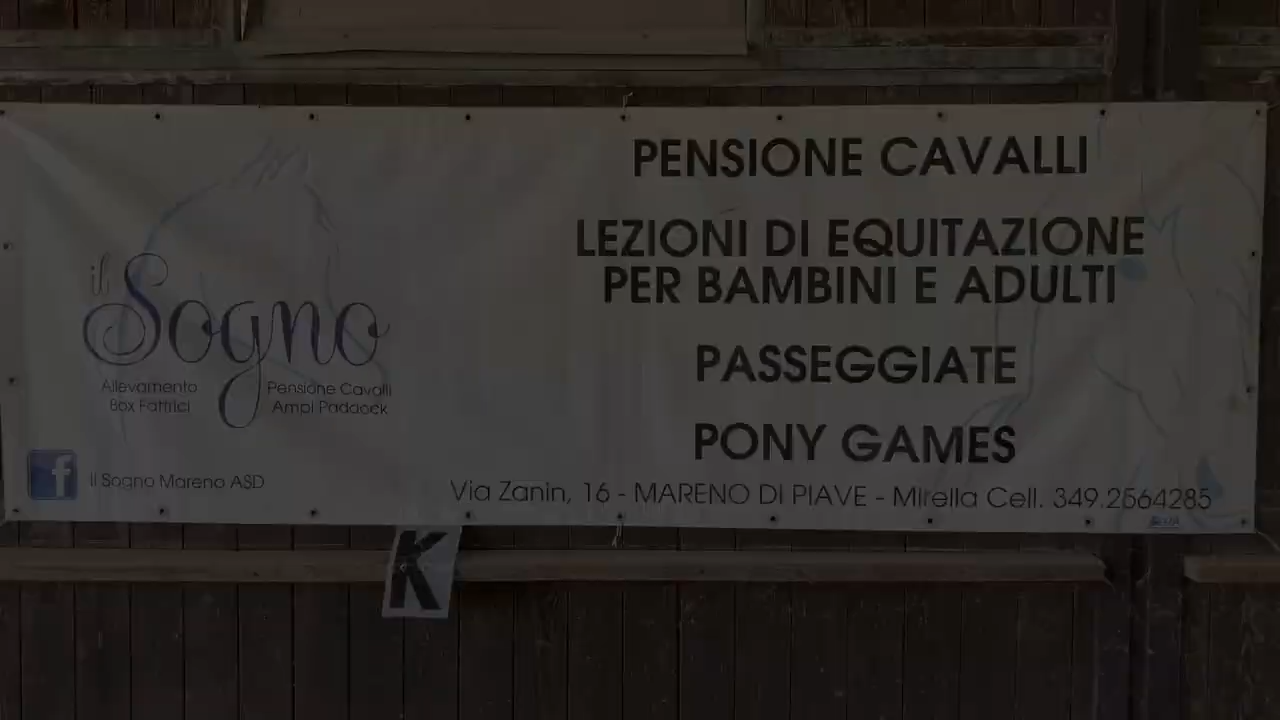 il Sogno
Allevamento
Box Fattrici
Pensione Cavalli
Ampi Paddock
f
Il Sogno Mareno ASD
PENSIONE CAVALLI
LEZIONI DI EQUITAZIONE
PER BAMBINI E ADULTI
PASSEGGIATE
PONY GAMES
Via Zanin, 16 - MARENO DI PIAVE - Mirella Cell. 349.2564285
K